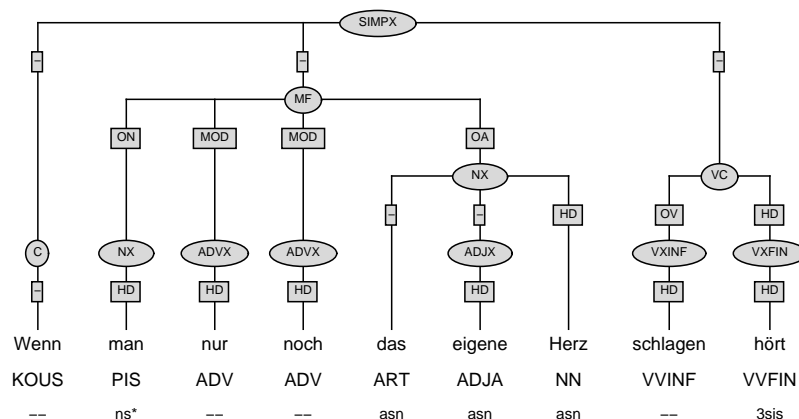 SIMPX
– – –
MF
ON MOD MOD OA
NX VC
– – HD OV HD
C NX ADVX ADVX ADJX VXINF VXFIN
– HD HD HD HD HD HD
Wenn man nur noch das eigene Herz schlagen hört
KOUS PIS ADV ADV ART ADJA NN VVINF VVFIN
–– ns* –– –– asn asn asn –– 3sis